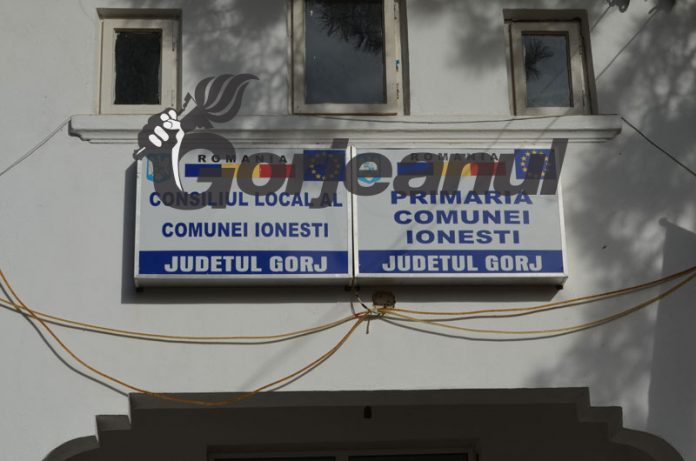 ROMANIA
CONSILIUL LOCAL AL
COMUNEI IONESTI
JUDETUL GORJ
ROMANIA
PRIMARIA
COMUNEI
IONESTI
JUDETUL GORJ
Gorjeanul